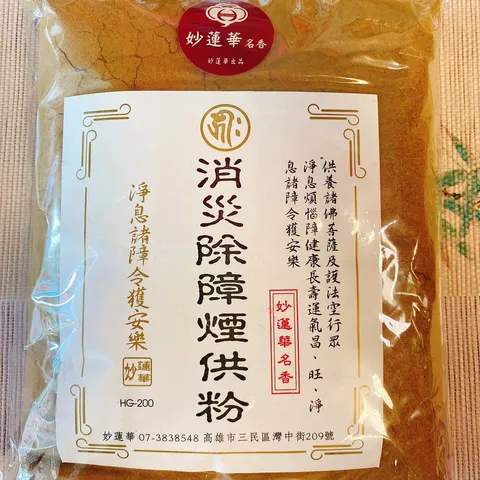 妙蓮華名香
妙蓮華出品
供養諸佛菩薩及護法空行眾
淨息煩惱障健康長壽運氣昌、旺、淨
息諸障令獲安樂
妙蓮華名香
消災除障煙供粉
淨息諸障令獲安樂
妙蓮華
HG-200
妙蓮華 07-3838548 高雄市三民區灣中街209號